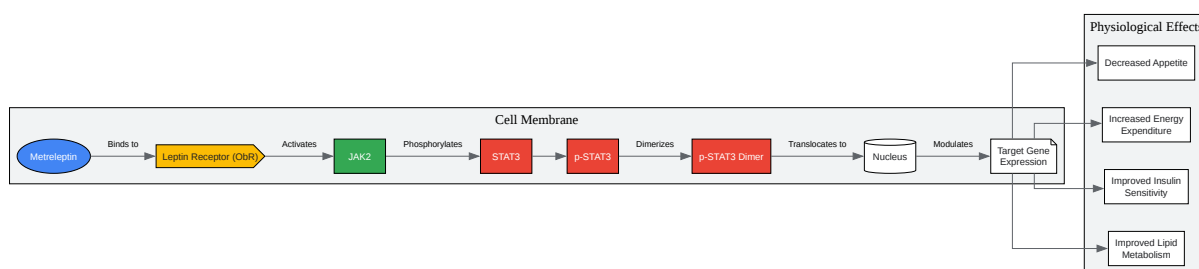 Physiological Effects
Decreased Appetite
Cell Membrane
Metreleptin
Binds to
Leptin Receptor (ObR)
Activates
JAK2
Phosphorylates
STAT3
p-STAT3
Dimerizes
p-STAT3 Dimer
Translocates to
Nucleus
Modulates
Target Gene
Expression
Increased Energy
Expenditure
Improved Insulin
Sensitivity
Improved Lipid
Metabolism